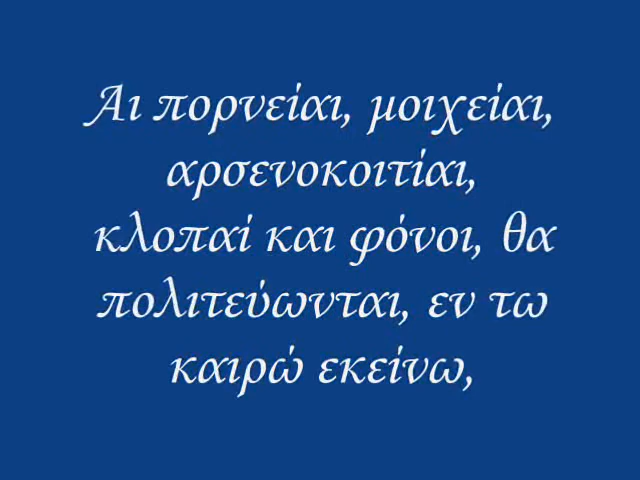 Αι πορνείαι, μοιχείαι,
αρσενοκοιτίαι,
κλοπαί και φόνοι, θα
πολιτεύωνται, εν τω
καιρώ εκείνω,